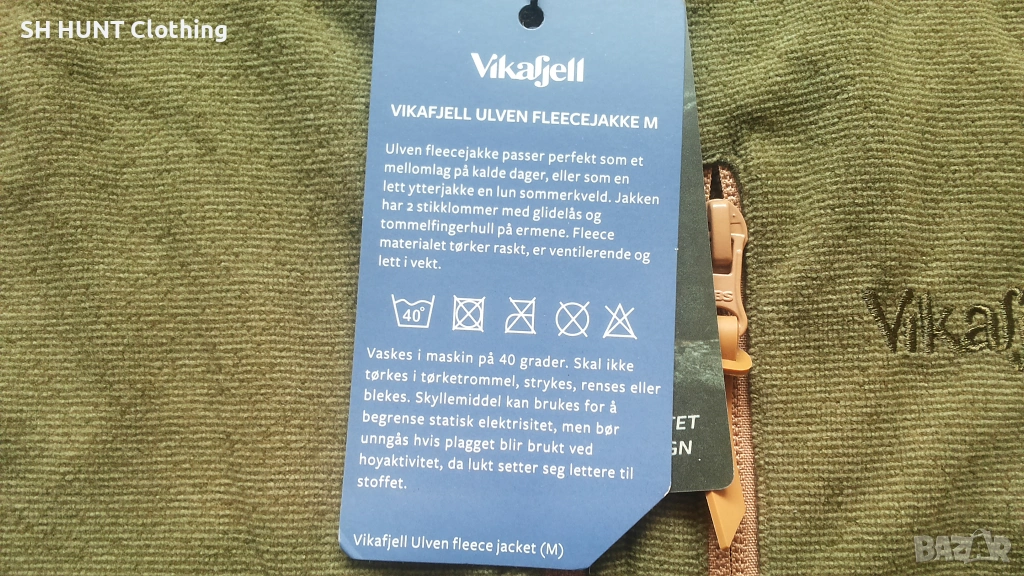 SH HUNT Clothing
Vikafjell
VIKAFJELL ULVEN FLEECEJAKKE M
Ulven fleecejakke passer perfekt som et
mellomlag på kalde dager, eller som en
lett ytterjakke en lun sommerkveld. Jakken
har 2 stikklommer med glidelås og
tommelfingerhull på ermene. Fleece
materialet tørker raskt, er ventilerende og
lett i vekt.
40°
Vaskes i maskin på 40 grader. Skal ikke
tørkes i tørketrommel, strykes, renses eller
blekes. Skyllemiddel kan brukes for å
begrense statisk elektrisitet, men bør
unngås hvis plagget blir brukt ved
hoyaktivitet, da lukt setter seg lettere til
stoffet.
Vikafjell Ulven fleece jacket (M)
TET
GN
Vikafj
BAZAR